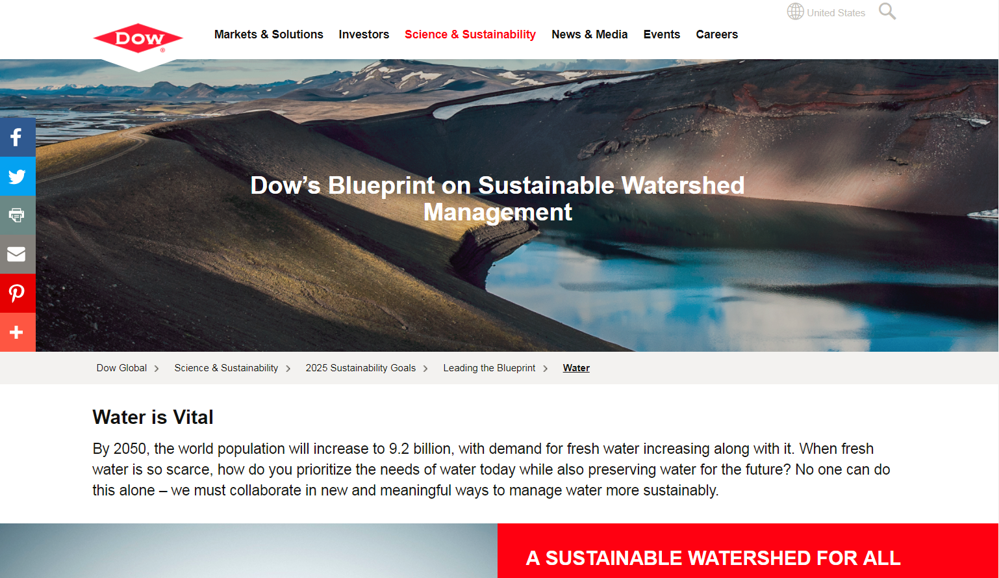 United States
DOW®
Markets & Solutions Investors Science & Sustainability News & Media Events Careers
Dow’s Blueprint on Sustainable Watershed
Management
Dow Global Science & Sustainability 2025 Sustainability Goals Leading the Blueprint Water
Water is Vital
By 2050, the world population will increase to 9.2 billion, with demand for fresh water increasing along with it. When fresh
water is so scarce, how do you prioritize the needs of water today while also preserving water for the future? No one can do
this alone – we must collaborate in new and meaningful ways to manage water more sustainably.
A SUSTAINABLE WATERSHED FOR ALL